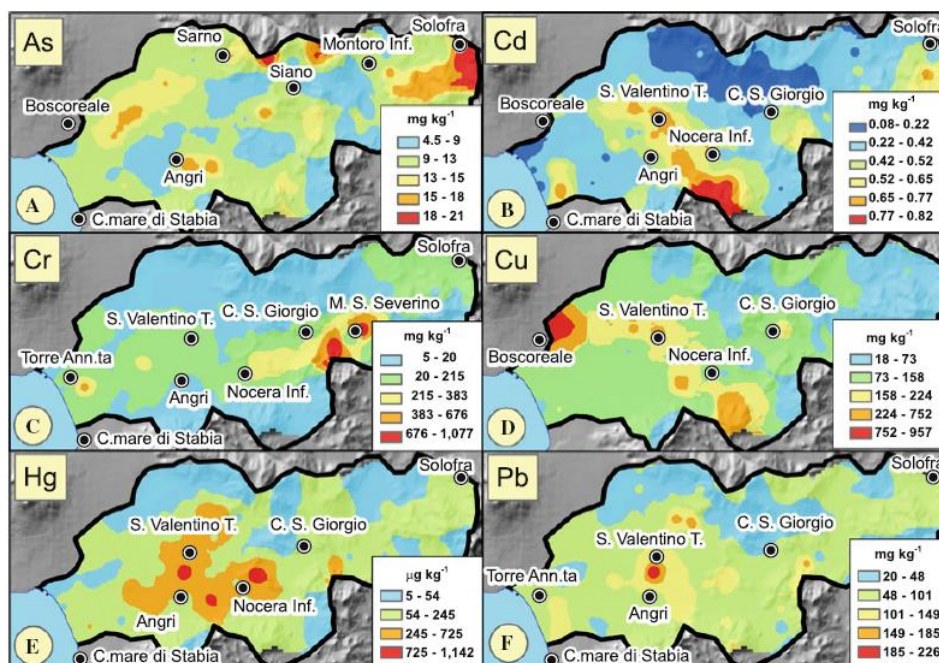 As
Sarno
Montoro Inf.
Solofra
Siano
Boscoreale
Angri
C.mare di Stabia
mg kg-1
4.5 - 9
9 - 13
13 - 15
15 - 18
18 - 21
A
Cd
Solofra
Boscoreale
S. Valentino T.
C. S. Giorgio
Nocera Inf.
Angri
C.mare di Stabia
mg kg-1
0.08- 0.22
0.22 - 0.42
0.42 - 0.52
0.52 - 0.65
0.65 - 0.77
0.77 - 0.82
B
Cr
Solofra
S. Valentino T.
C. S. Giorgio
M. S. Severino
Torre Ann.ta
Angri
Nocera Inf.
C.mare di Stabia
mg kg-1
5 - 20
20 - 215
215 - 383
383 - 676
676 - 1,077
C
Cu
S. Valentino T.
C. S. Giorgio
Boscoreale
Nocera Inf.
mg kg-1
18 - 73
73 - 158
158 - 224
224 - 752
752 - 957
D
Hg
Solofra
S. Valentino T.
C. S. Giorgio
Angri
Nocera Inf.
C.mare di Stabia
µg kg-1
5 - 54
54 - 245
245 - 725
725 - 1,142
E
Pb
Solofra
S. Valentino T.
C. S. Giorgio
Torre Ann.ta
Angri
C.mare di Stabia
mg kg-1
20 - 48
48 - 101
101 - 149
149 - 185
185 - 226
F